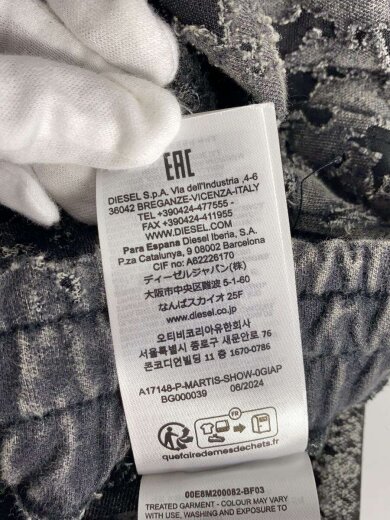 EAC
DIESEL S.p.A. Via dell'Industria ,4-6
36042 BREGANZE-VICENZA-ITALY
TEL +390424-477555 -
FAX +390424-411955
WWW.DIESEL.COM
Para Espana Diesel Iberia S.A.
P.za Catalunya, 9 08002 Barcelona
CIF no: A82226170
ディーゼルジャパン(株)
大阪市中央区難波 5-1-60
なんばスカイオ 25F
www.diesel.co.jp
오티비코리아유한회사
서울특별시 종로구 새문안로 76
콘코디언빌딩 11 층 1670-0786
A17148-P-MARTIS-SHOW-0GIAP
BG000039 06/2024
FR
quefairedemesdechets.fr
00E8M200082-BF03
TREATED GARMENT - COLOUR MAY VARY
WITH USE, WASHING AND EXPOSURE TO